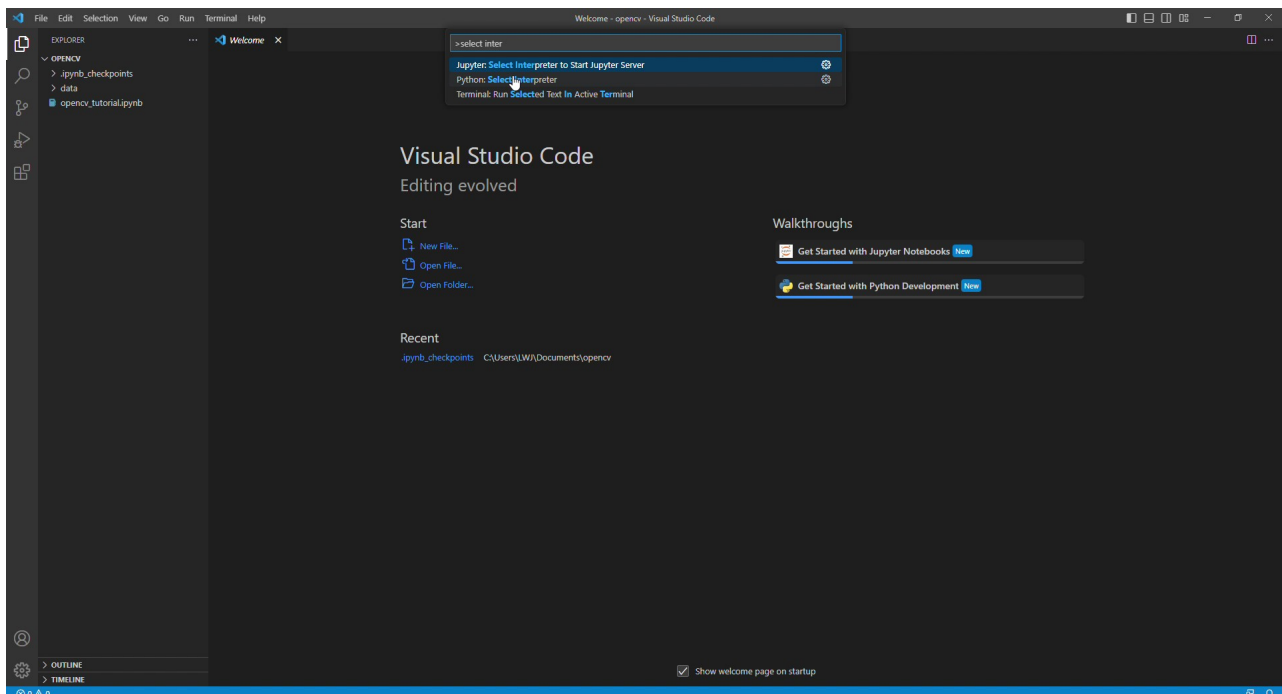 File Edit Selection View Go Run Terminal Help
Welcome - opencv - Visual Studio Code
EXPLORER
Welcome
>select inter
OPENCV
.ipynb_checkpoints
data
opencv_tutorial.ipynb
Jupyter: Select Interpreter to Start Jupyter Server
Python: Select Interpreter
Terminal: Run Selected Text In Active Terminal
Visual Studio Code
Editing evolved
Start
New File...
Open File...
Open Folder...
Recent
.ipynb_checkpoints C:\Users\LWJ\Documents\opencv
Walkthroughs
Get Started with Jupyter Notebooks New
Get Started with Python Development New
OUTLINE
TIMELINE
Show welcome page on startup
0 0